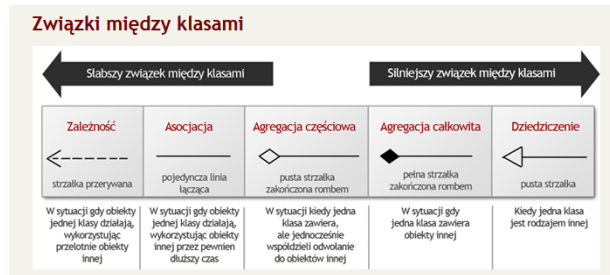 Związki między klasami
Słabszy związek między klasami
Silniejszy związek między klasami
Zależność
strzałka przerywana
W sytuacji gdy obiekty
jednej klasy działają,
wykorzystując
przelotnie obiekty
innej
Asocjacja
pojedyncza linia
łącząca
W sytuacji gdy obiekty
jednej klasy działają,
wykorzystując obiekty
innej przez pewnien
dłuższy czas
Agregacja częściowa
pusta strzałka
zakończona rombem
W sytuacji kiedy jedna
klasa zawiera,
ale jednocześnie
współdzieli odwołanie
do obiektów innej
Agregacja całkowita
pełna strzałka
zakończona rombem
W sytuacji gdy
jedna klasa zawiera
obiekty innej
Dziedziczenie
pusta strzałka
Kiedy jedna klasa
jest rodzajem innej